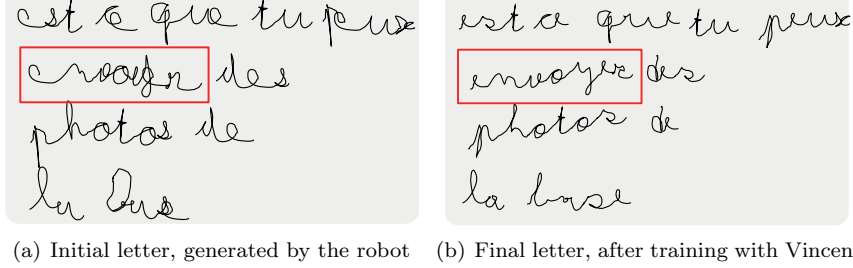 est ce que tu peux
envoyer des
photos de
la
(a) Initial letter, generated by the robot
est ce que tu peux
envoyer des
photos de
la base
(b) Final letter, after training with Vincen